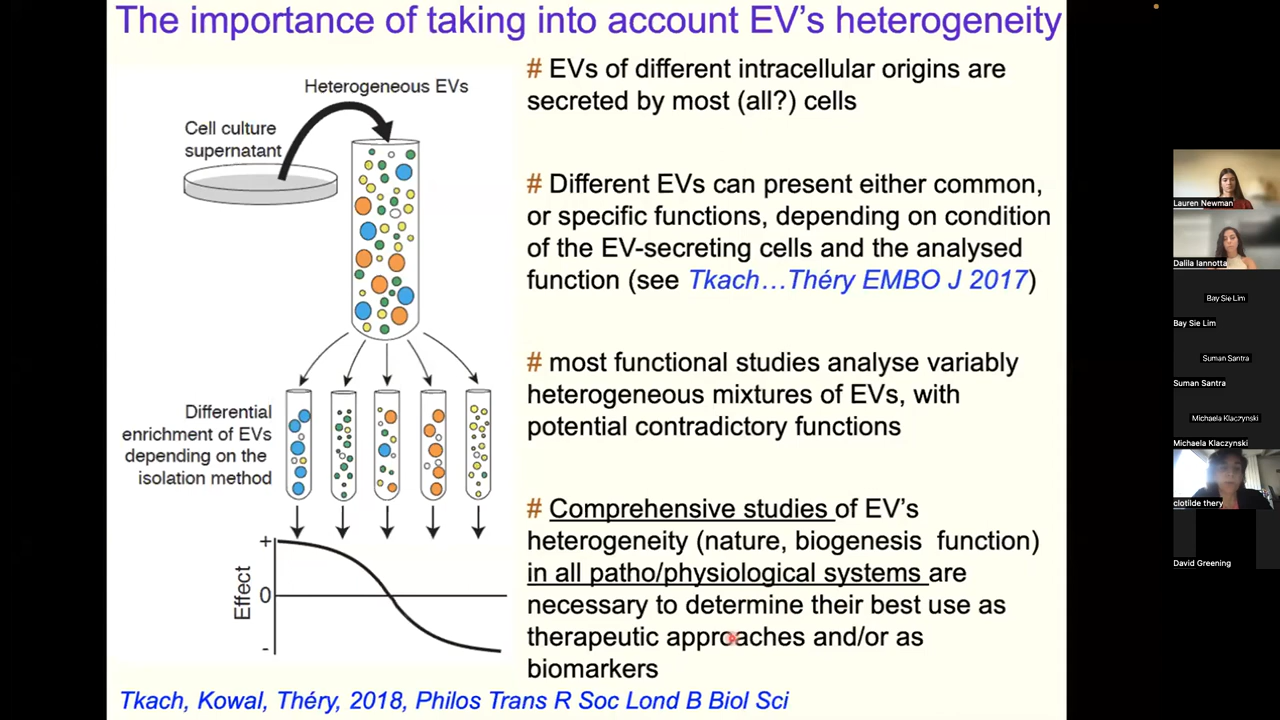 The importance of taking into account EV's heterogeneity
Heterogeneous EVs
Cell culture
supernatant
Differential
enrichment of EVs
depending on the
isolation method
+
0
-
Effect
# EVs of different intracellular origins are
secreted by most (all?) cells
# Different EVs can present either common,
or specific functions, depending on condition
of the EV-secreting cells and the analysed
function (see Tkach…Théry EMBO J 2017)
# most functional studies analyse variably
heterogeneous mixtures of EVs, with
potential contradictory functions
# Comprehensive studies of EV's
heterogeneity (nature, biogenesis function)
in all patho/physiological systems are
necessary to determine their best use as
therapeutic approaches and/or as
biomarkers
Tkach, Kowal, Théry, 2018, Philos Trans R Soc Lond B Biol Sci
Lauren Newman
Dalila Iannotta
Bay Sie Lim
Bay Sie Lim
Suman Santra
Suman Santra
Michaela Klaczynski
Michaela Klaczynski
clotilde thery
David Greening